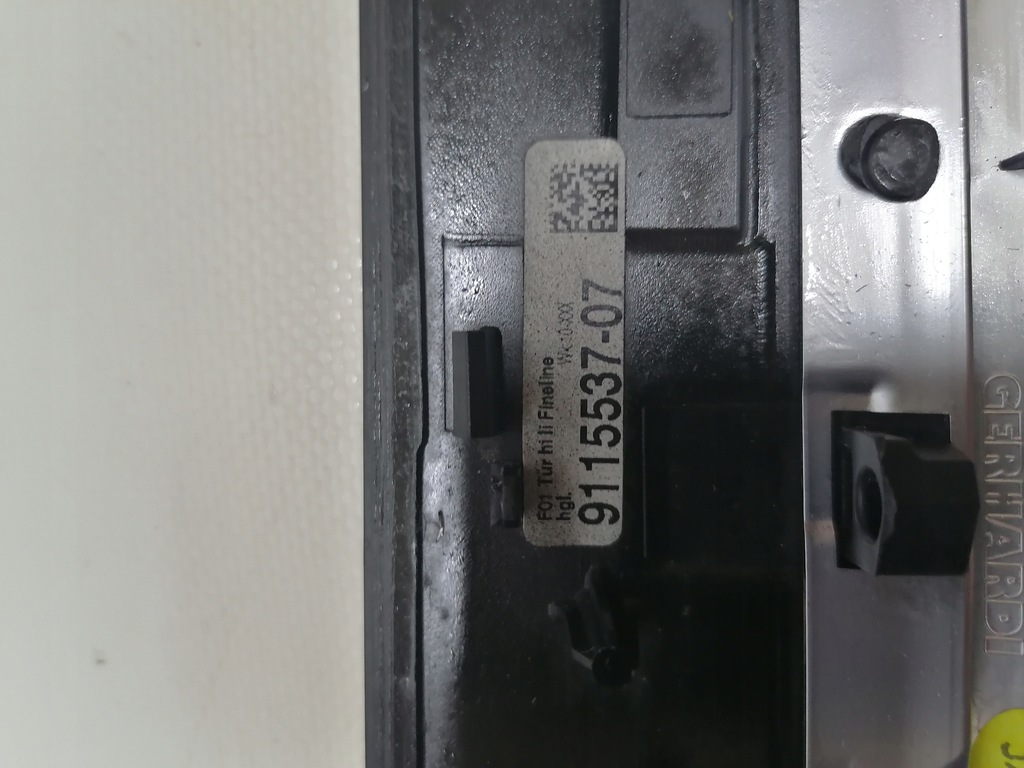 F01 Tür hi li Fineline
hgl.
9115537-07
GERHARDI